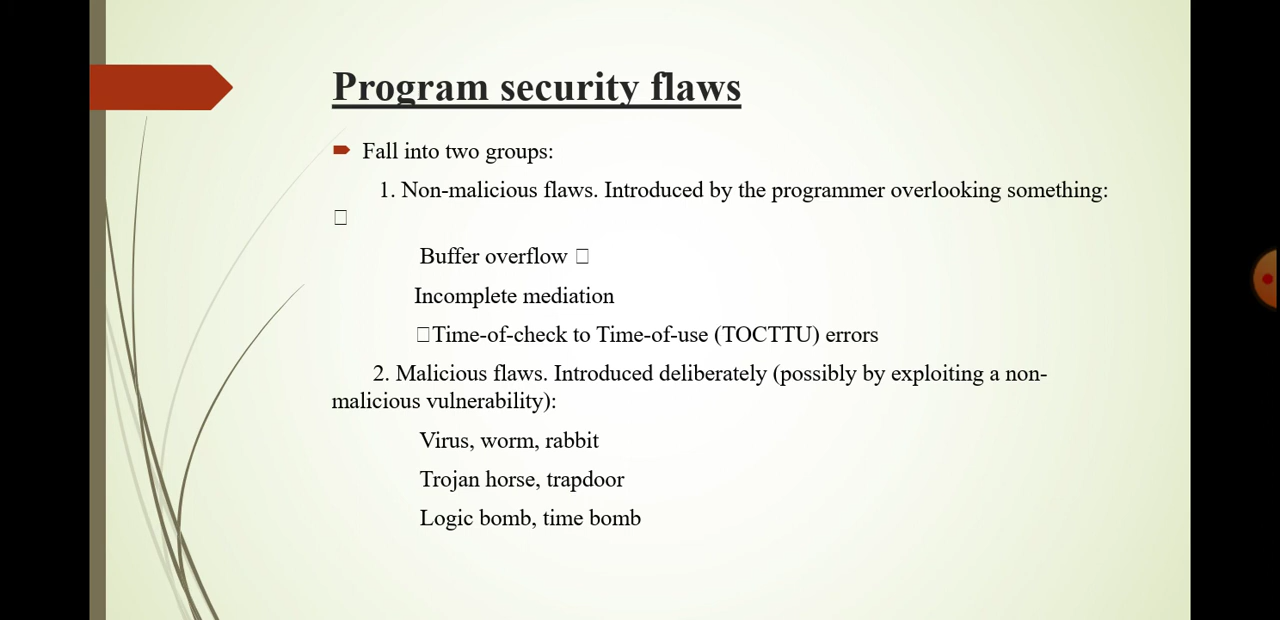 Program security flaws
Fall into two groups:
1. Non-malicious flaws. Introduced by the programmer overlooking something:
□
Buffer overflow □
Incomplete mediation
□Time-of-check to Time-of-use (TOCTTU) errors
2. Malicious flaws. Introduced deliberately (possibly by exploiting a non-
malicious vulnerability):
Virus, worm, rabbit
Trojan horse, trapdoor
Logic bomb, time bomb